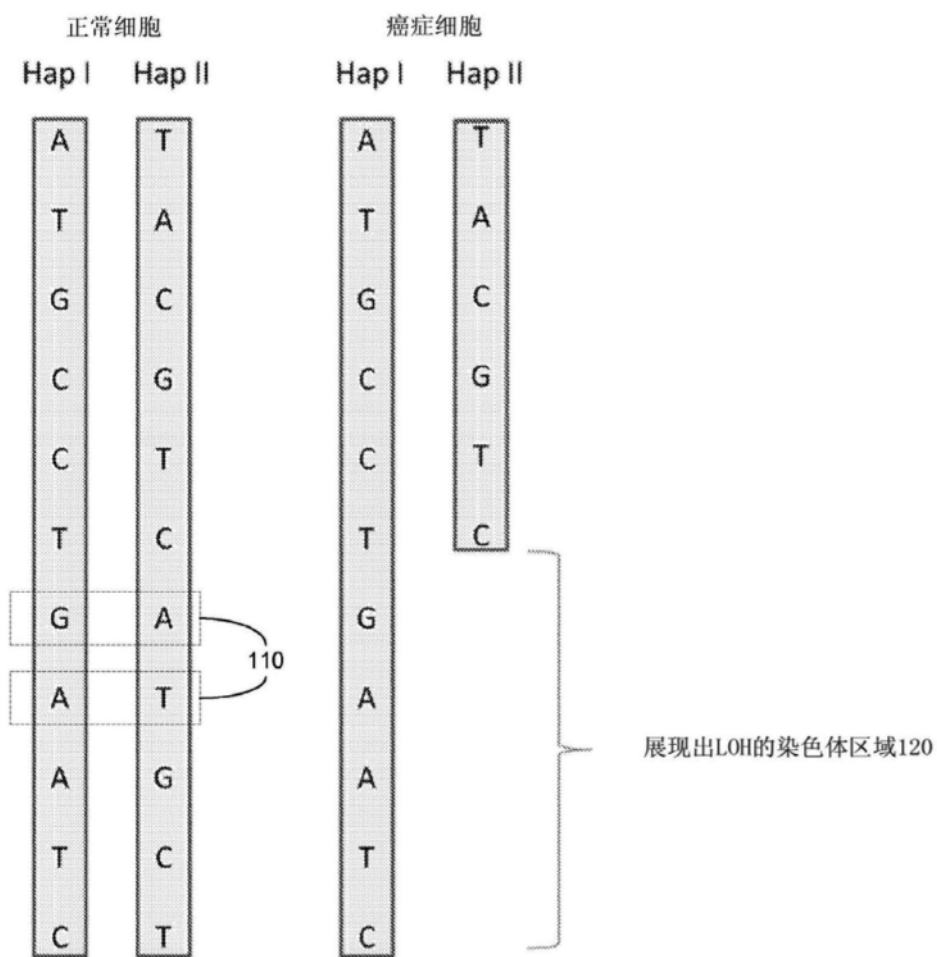 正常细胞 癌症细胞
Hap I Hap II Hap I Hap II
A T A T
T A T A
G C G C
C G C G
C T C T
T C T C
G A G
110
A T A
展现出LOH的染色体区域120
A G A
T C T
C T C